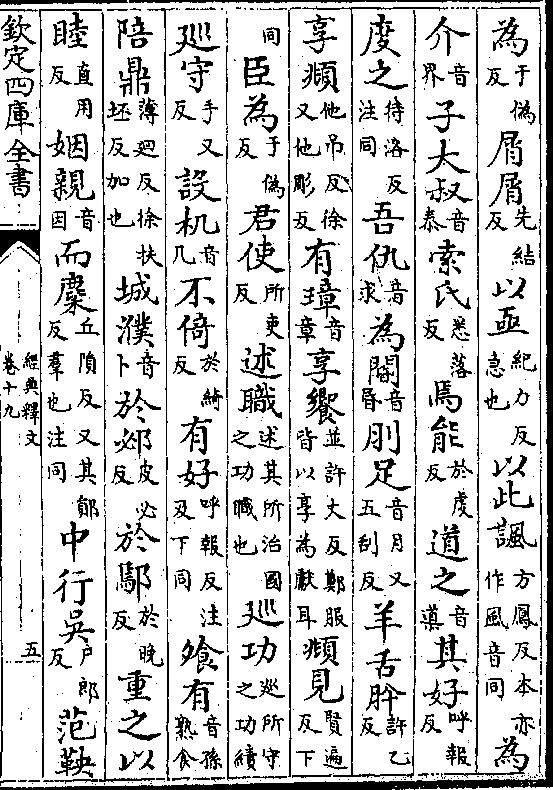 為于偽反屑屑先結反以亟紀力反急也以此諷方鳳反本亦作風音同為
介音界子大叔音泰索氏悉落反焉能於虔反道之音導其好呼報反
度之待洛反注同吾仇音求為閽音昏刖足音月又五刮反羊舌肸許乙反
享頫他吊反徐又他彫反有璋音章享饗並許丈反鄭服皆以享為獻耳頫見賢遍反下
同臣為于偽反君使所吏反述職述其所治國之功職也巡功巡所守之功績
廵守手又反設机音几不倚於綺反有好呼報反注及下同飧有音孫熟食
陪鼎薄廻反徐扶坯反加也城濮音卜於邲皮必反於鄢於晚反重之以
睦直用反姻親音因而麇丘隕反又其鄖反羣也注同中行吳户郎反范鞅
欽定四庫全書
經典釋文
卷十九
五